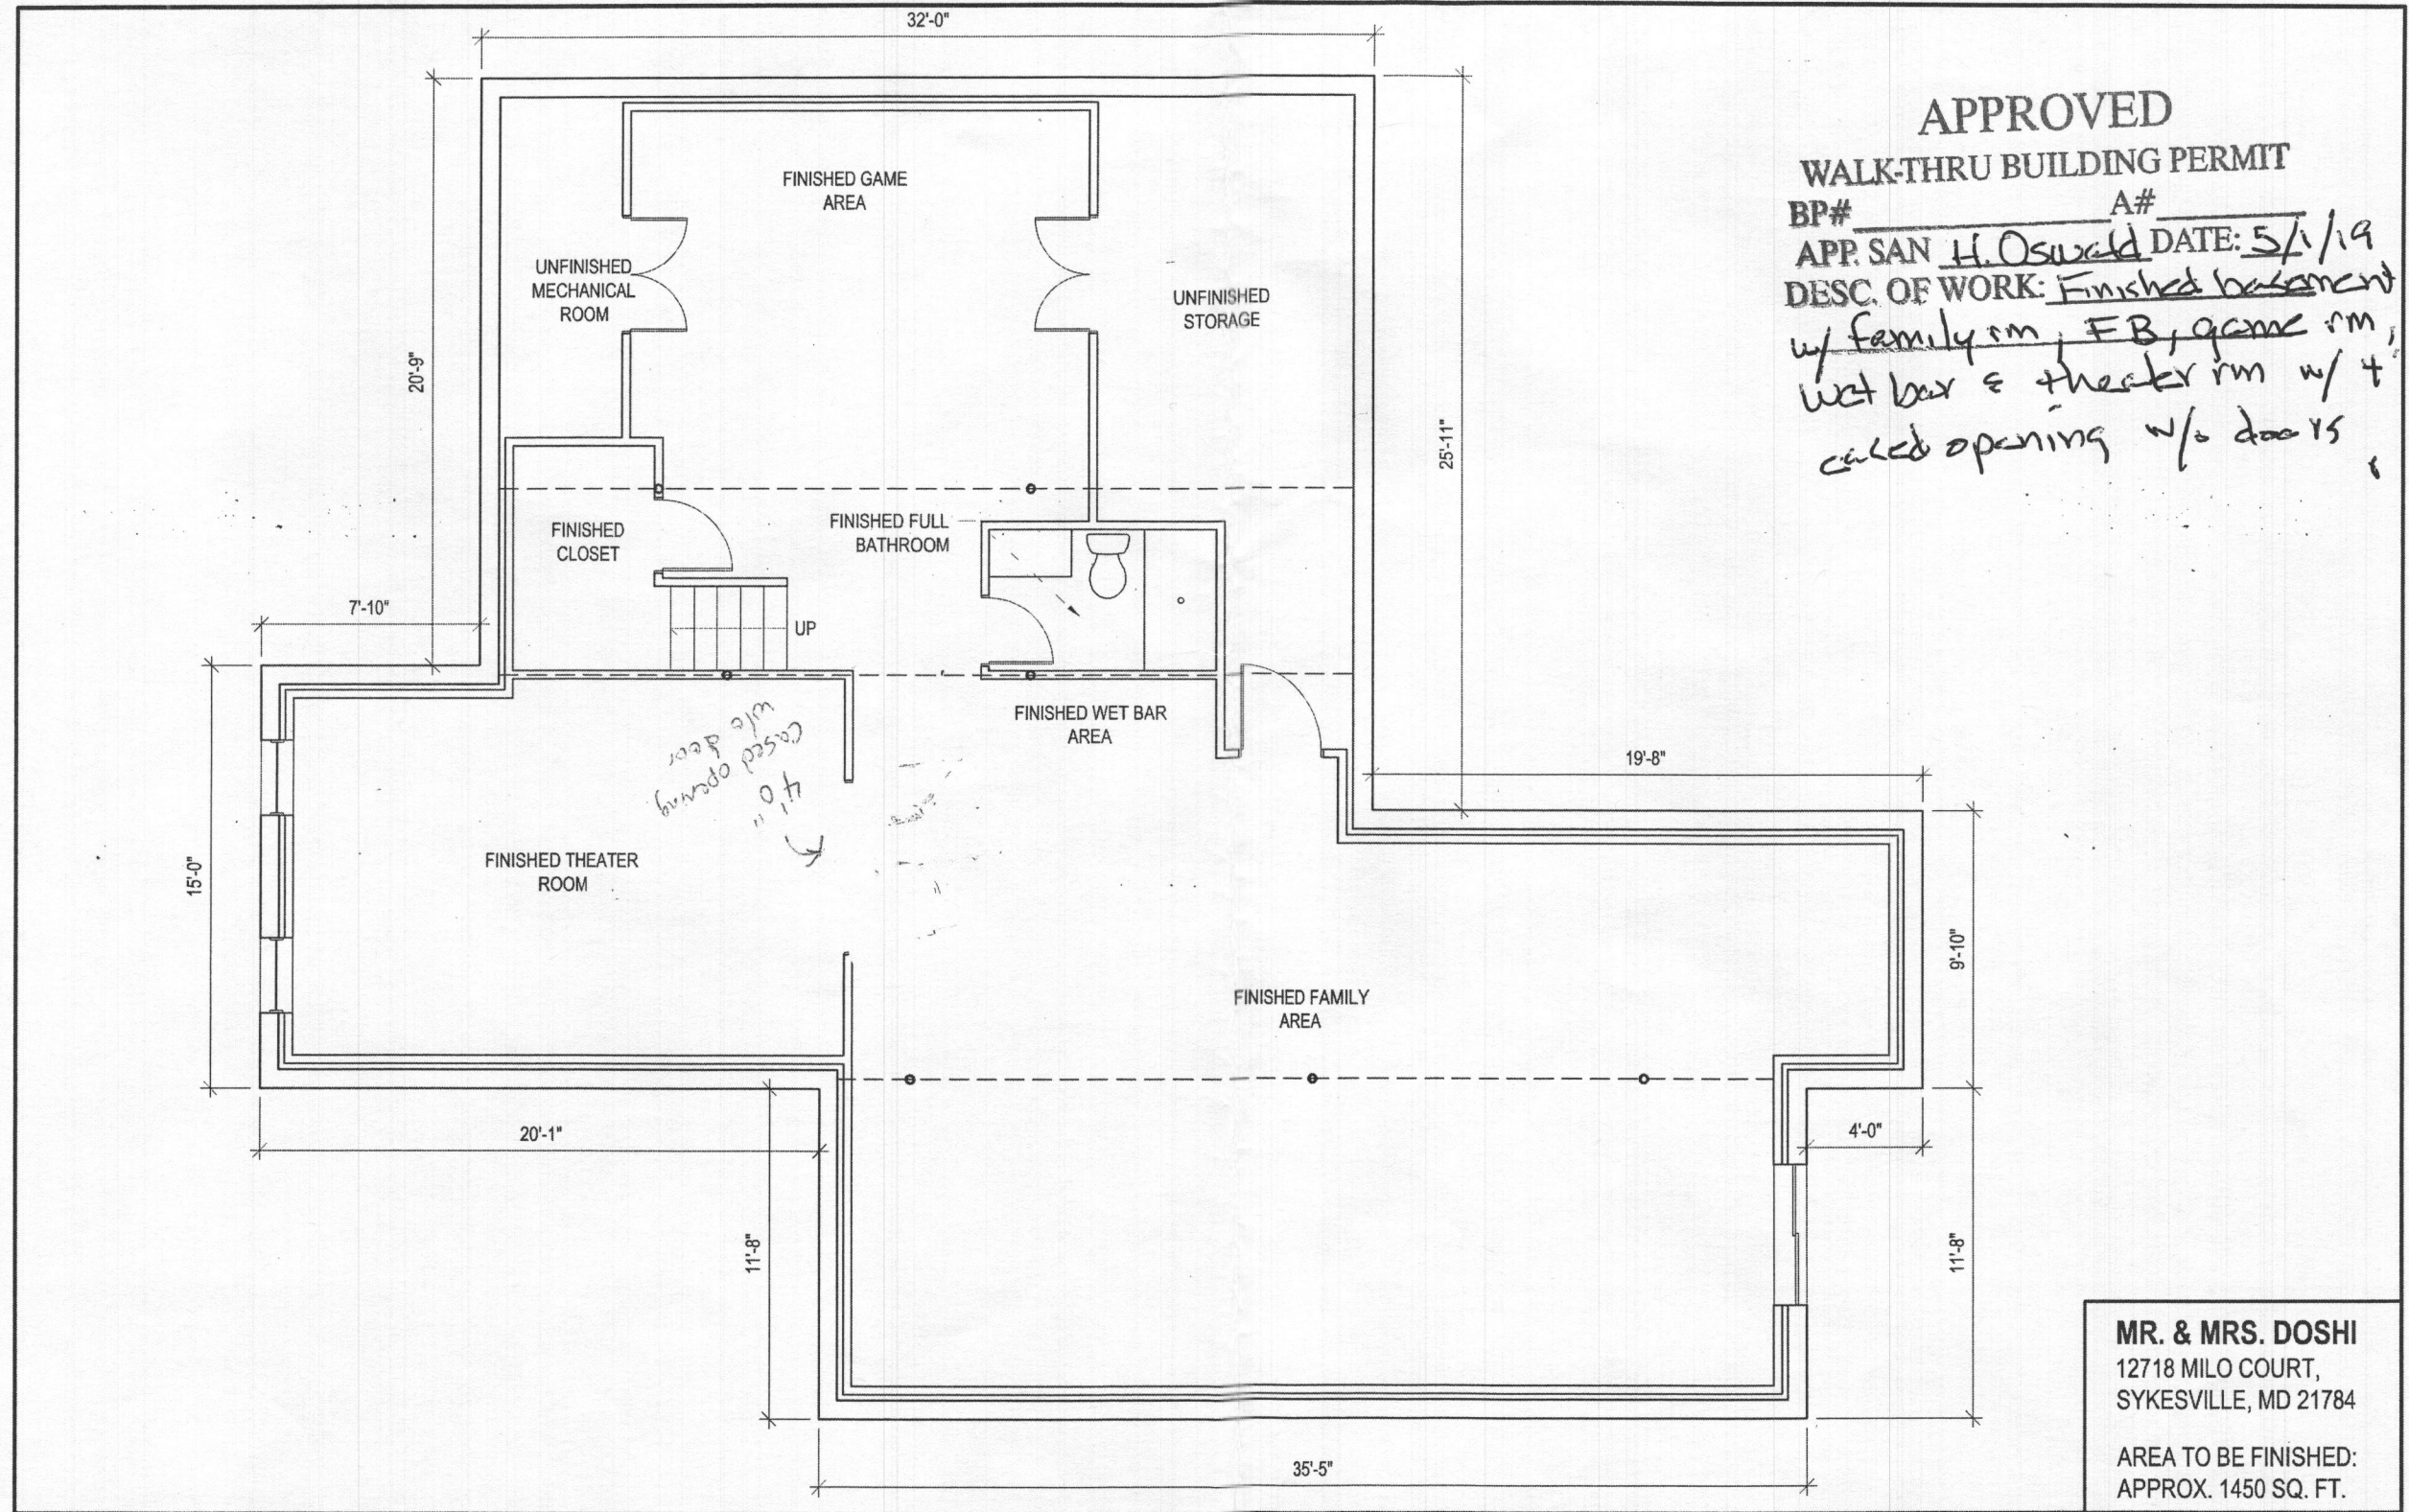 32'-0"
APPROVED
WALK-THRU BUILDING PERMIT
BP# A#
APP. SAN H. Oswald DATE: 5/1/19
DESC. OF WORK: Finished basement
w/ family rm, FB, game rm,
wet bar & theater rm w/ 4'
cased opening w/o doors
FINISHED GAME
AREA
UNFINISHED
MECHANICAL
ROOM
UNFINISHED
STORAGE
20'-9"
25'-11"
FINISHED
CLOSET
FINISHED FULL
BATHROOM
7'-10"
UP
FINISHED WET BAR
AREA
4'0"
cased opening
w/o door
19'-8"
15'-0"
FINISHED THEATER
ROOM
9'-10"
FINISHED FAMILY
AREA
20'-1"
4'-0"
11'-8"
11'-8"
35'-5"
MR. & MRS. DOSHI
12718 MILO COURT,
SYKESVILLE, MD 21784
AREA TO BE FINISHED:
APPROX. 1450 SQ. FT.